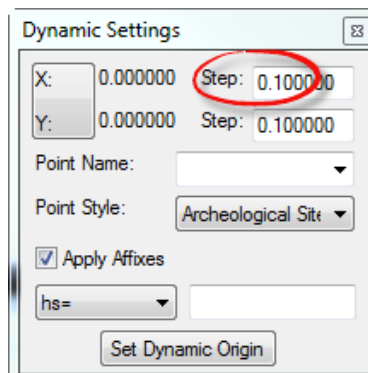 Dynamic Settings
X: 0.000000 Step: 0.100000
Y: 0.000000 Step: 0.100000
Point Name:
Point Style: Archeological Site
Apply Affixes
hs=
Set Dynamic Origin